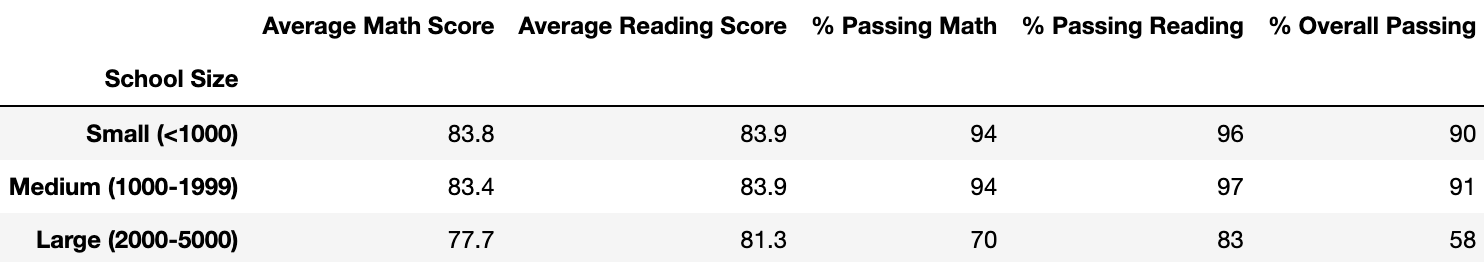 Average Math Score Average Reading Score % Passing Math % Passing Reading % Overall Passing
School Size
Small (<1000) 83.8 83.9 94 96 90
Medium (1000-1999) 83.4 83.9 94 97 91
Large (2000-5000) 77.7 81.3 70 83 58